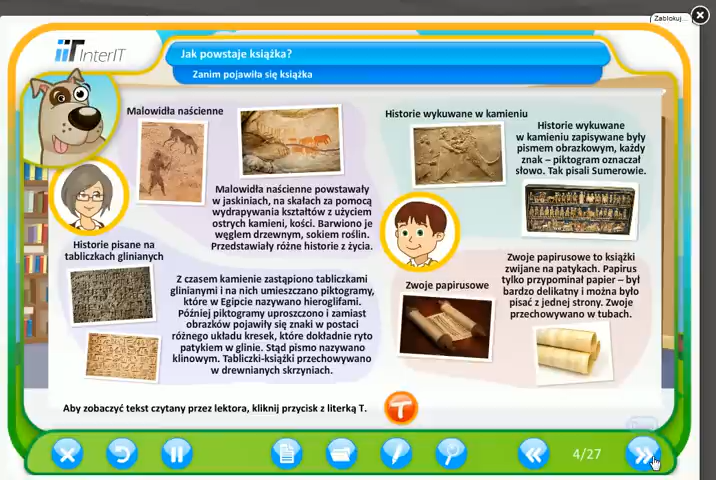 Zablokuj...
iiT InterIT
Jak powstaje książka?
Zanim pojawiła się książka
Malowidła naścienne
Malowidła naścienne powstawały
w jaskiniach, na skałach za pomocą
wydrapywania kształtów z użyciem
ostrych kamieni, kości. Barwiono je
węglem drzewnym, sokiem roślin.
Przedstawiały różne historie z życia.
Historie wykuwane w kamieniu
Historie wykuwane
w kamieniu zapisywane były
pismem obrazkowym, każdy
znak – piktogram oznaczał
słowo. Tak pisali Sumerowie.
Historie pisane na
tabliczkach glinianych
Z czasem kamienie zastąpiono tabliczkami
glinianymi i na nich umieszczano piktogramy,
które w Egipcie nazywano hieroglifami.
Później piktogramy uproszczono i zamiast
obrazków pojawiły się znaki w postaci
różnego układu kresek, które dokładnie ryto
patykiem w glinie. Stąd pismo nazywano
klinowym. Tabliczki-książki przechowywano
w drewnianych skrzyniach.
Zwoje papirusowe
Zwoje papirusowe to książki
zwijane na patykach. Papirus
tylko przypominał papier – był
bardzo delikatny i można było
pisać z jednej strony. Zwoje
przechowywano w tubach.
Aby zobaczyć tekst czytany przez lektora, kliknij przycisk z literką T.
T
4/27